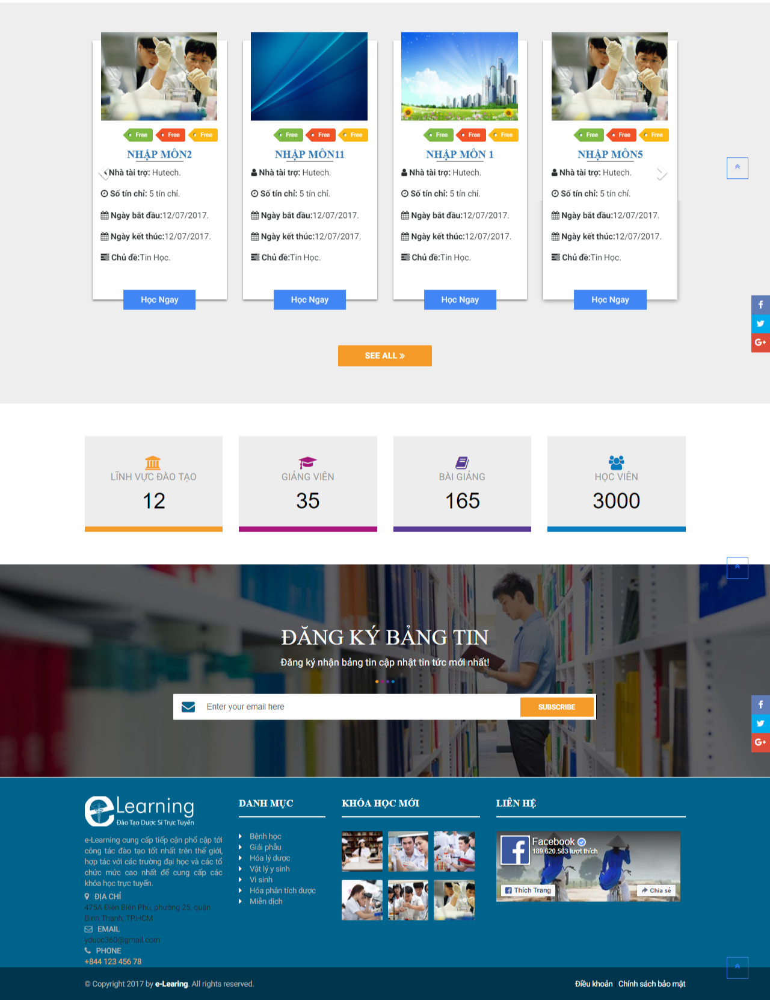 Free Free Free
NHẬP MÔN2
Nhà tài trợ: Hutech.
Số tín chỉ: 5 tín chỉ.
Ngày bắt đầu:12/07/2017.
Ngày kết thúc:12/07/2017.
Chủ đề:Tin Học.
Học Ngay
Free Free Free
NHẬP MÔN11
Nhà tài trợ: Hutech.
Số tín chỉ: 5 tín chỉ.
Ngày bắt đầu:12/07/2017.
Ngày kết thúc:12/07/2017.
Chủ đề:Tin Học.
Học Ngay
Free Free Free
NHẬP MÔN 1
Nhà tài trợ: Hutech.
Số tín chỉ: 5 tín chỉ.
Ngày bắt đầu:12/07/2017.
Ngày kết thúc:12/07/2017.
Chủ đề:Tin Học.
Học Ngay
Free Free Free
NHẬP MÔN5
Nhà tài trợ: Hutech.
Số tín chỉ: 5 tín chỉ.
Ngày bắt đầu:12/07/2017.
Ngày kết thúc:12/07/2017.
Chủ đề:Tin Học.
Học Ngay
SEE ALL »
LĨNH VỰC ĐÀO TẠO
12
GIẢNG VIÊN
35
BÀI GIẢNG
165
HỌC VIÊN
3000
ĐĂNG KÝ BẢNG TIN
Đăng ký nhận bảng tin cập nhật tin tức mới nhất!
Enter your email here
SUBSCRIBE
eLearning
Đào Tạo Dược Sĩ Trực Tuyến
e-Learning cung cấp tiếp cận phổ cập tới
công tác đào tạo tốt nhất trên thế giới,
hợp tác với các trường đại học và các tổ
chức mức cao nhất để cung cấp các
khóa học trực tuyến.
ĐỊA CHỈ
475A Điện Biên Phủ, phường 25, quận
Bình Thạnh, TP.HCM
EMAIL
yduoc360@gmail.com
PHONE
+844 123 456 78
DANH MỤC
Bệnh học
Giải phẫu
Hóa lý dược
Vật lý y sinh
Vi sinh
Hóa phân tích dược
Miễn dịch
KHÓA HỌC MỚI
LIÊN HỆ
Facebook
189.620.583 lượt thích
Thích Trang
Chia sẻ
© Copyright 2017 by e-Learing. All rights reserved.
Điều khoản Chính sách bảo mật